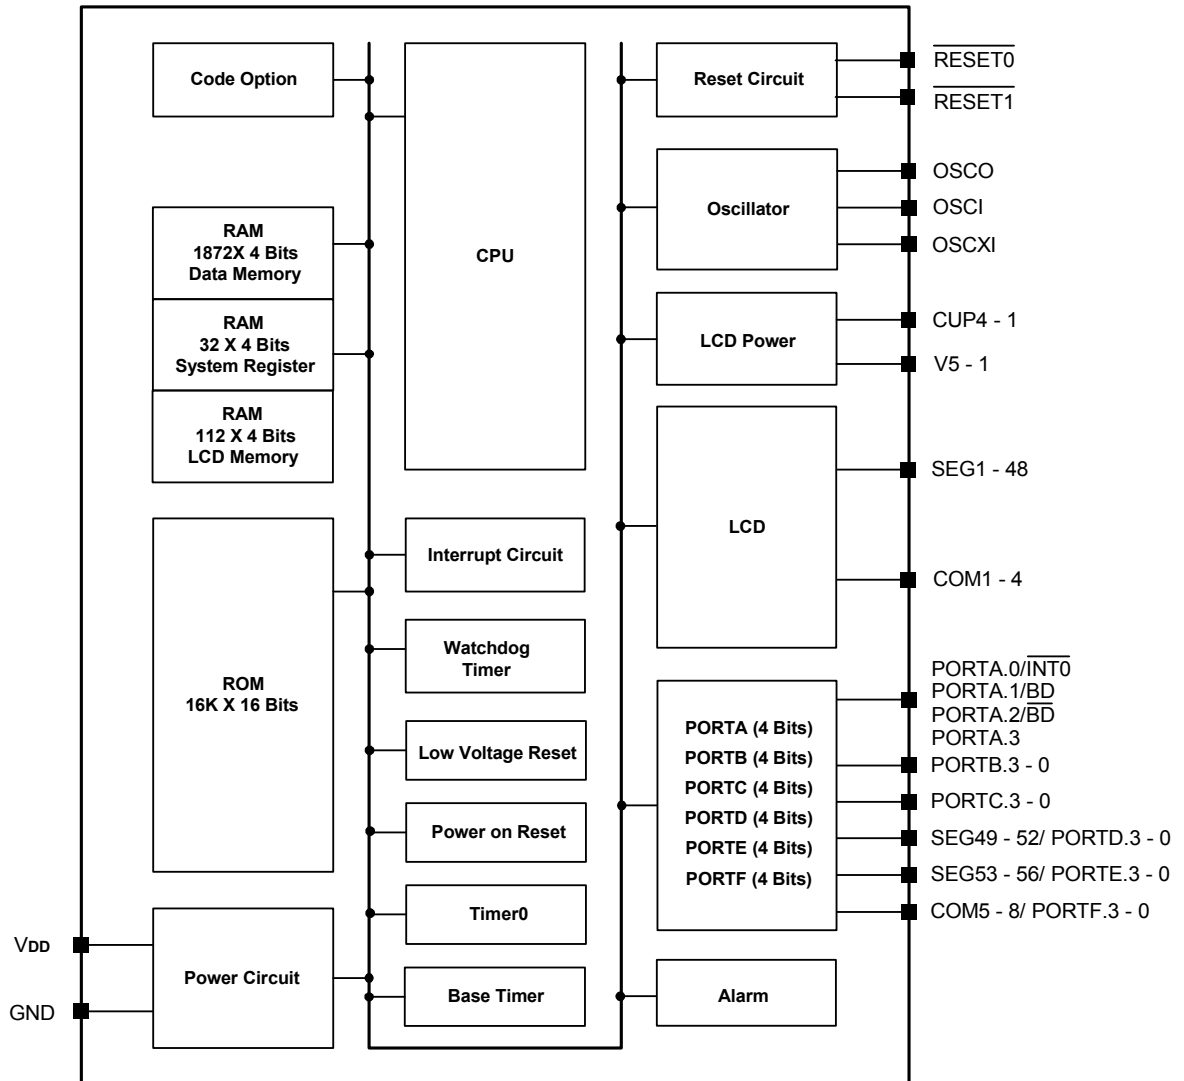 Code Option
RAM
1872X 4 Bits
Data Memory
RAM
32 X 4 Bits
System Register
RAM
112 X 4 Bits
LCD Memory
ROM
16K X 16 Bits
VDD
GND
Power Circuit
CPU
Interrupt Circuit
Watchdog
Timer
Low Voltage Reset
Power on Reset
Timer0
Base Timer
Reset Circuit
RESET0
RESET1
Oscillator
OSCO
OSCI
OSCXI
LCD Power
CUP4 - 1
V5 - 1
LCD
SEG1 - 48
COM1 - 4
PORTA (4 Bits)
PORTB (4 Bits)
PORTC (4 Bits)
PORTD (4 Bits)
PORTE (4 Bits)
PORTF (4 Bits)
PORTA.0/INT0
PORTA.1/BD
PORTA.2/BD
PORTA.3
PORTB.3 - 0
PORTC.3 - 0
SEG49 - 52/ PORTD.3 - 0
SEG53 - 56/ PORTE.3 - 0
COM5 - 8/ PORTF.3 - 0
Alarm